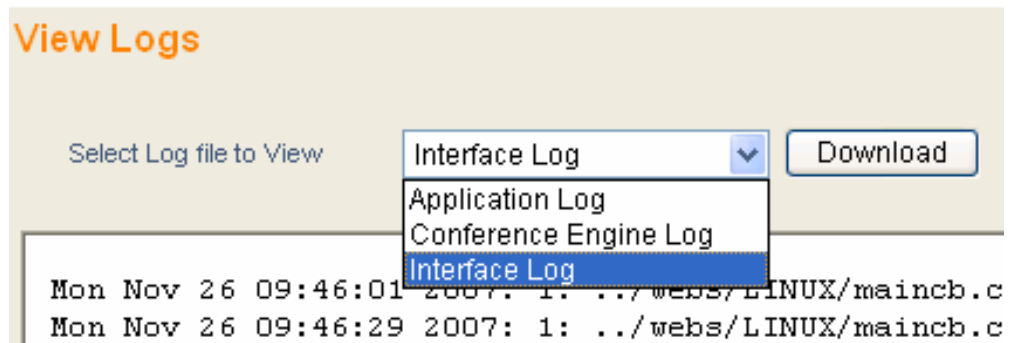 View Logs
Select Log file to View Interface Log Download
Application Log
Conference Engine Log
Interface Log
Mon Nov 26 09:46:01 2007: 1: ../webs/LINUX/maincb.c
Mon Nov 26 09:46:29 2007: 1: ../webs/LINUX/maincb.c